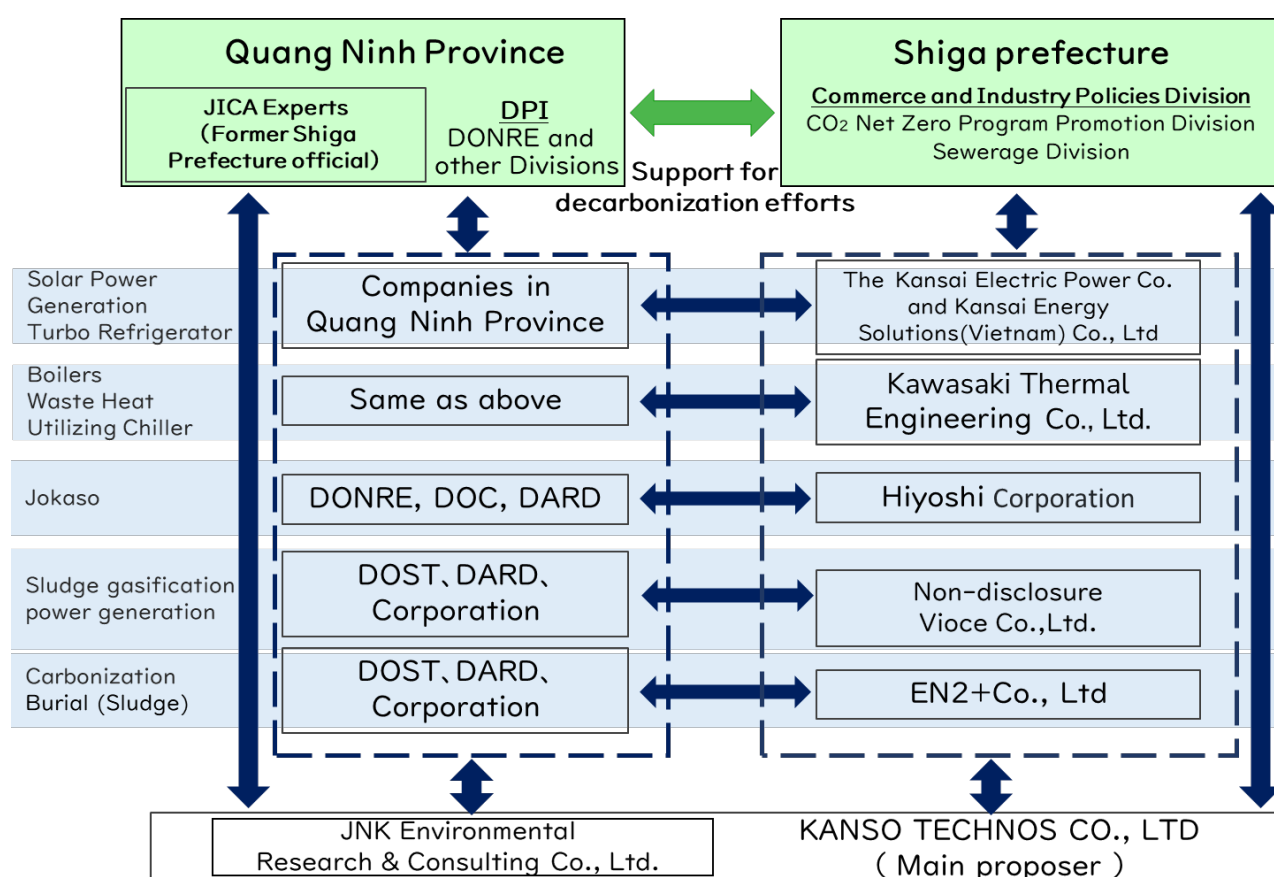 Quang Ninh Province
JICA Experts
(Former Shiga
Prefecture official)
DPI
DONRE and
other Divisions
Support for
decarbonization efforts
Shiga prefecture
Commerce and Industry Policies Division
CO2 Net Zero Program Promotion Division
Sewerage Division
Solar Power
Generation
Turbo Refrigerator
Companies in
Quang Ninh Province
The Kansai Electric Power Co.
and Kansai Energy
Solutions(Vietnam) Co., Ltd
Boilers
Waste Heat
Utilizing Chiller
Same as above
Kawasaki Thermal
Engineering Co., Ltd.
Jokaso
DONRE, DOC, DARD
Hiyoshi Corporation
Sludge gasification
power generation
DOST、DARD、
Corporation
Non-disclosure
Vioce Co.,Ltd.
Carbonization
Burial (Sludge)
DOST、DARD、
Corporation
EN2+Co., Ltd
JNK Environmental
Research & Consulting Co., Ltd.
KANSO TECHNOS CO., LTD
( Main proposer )